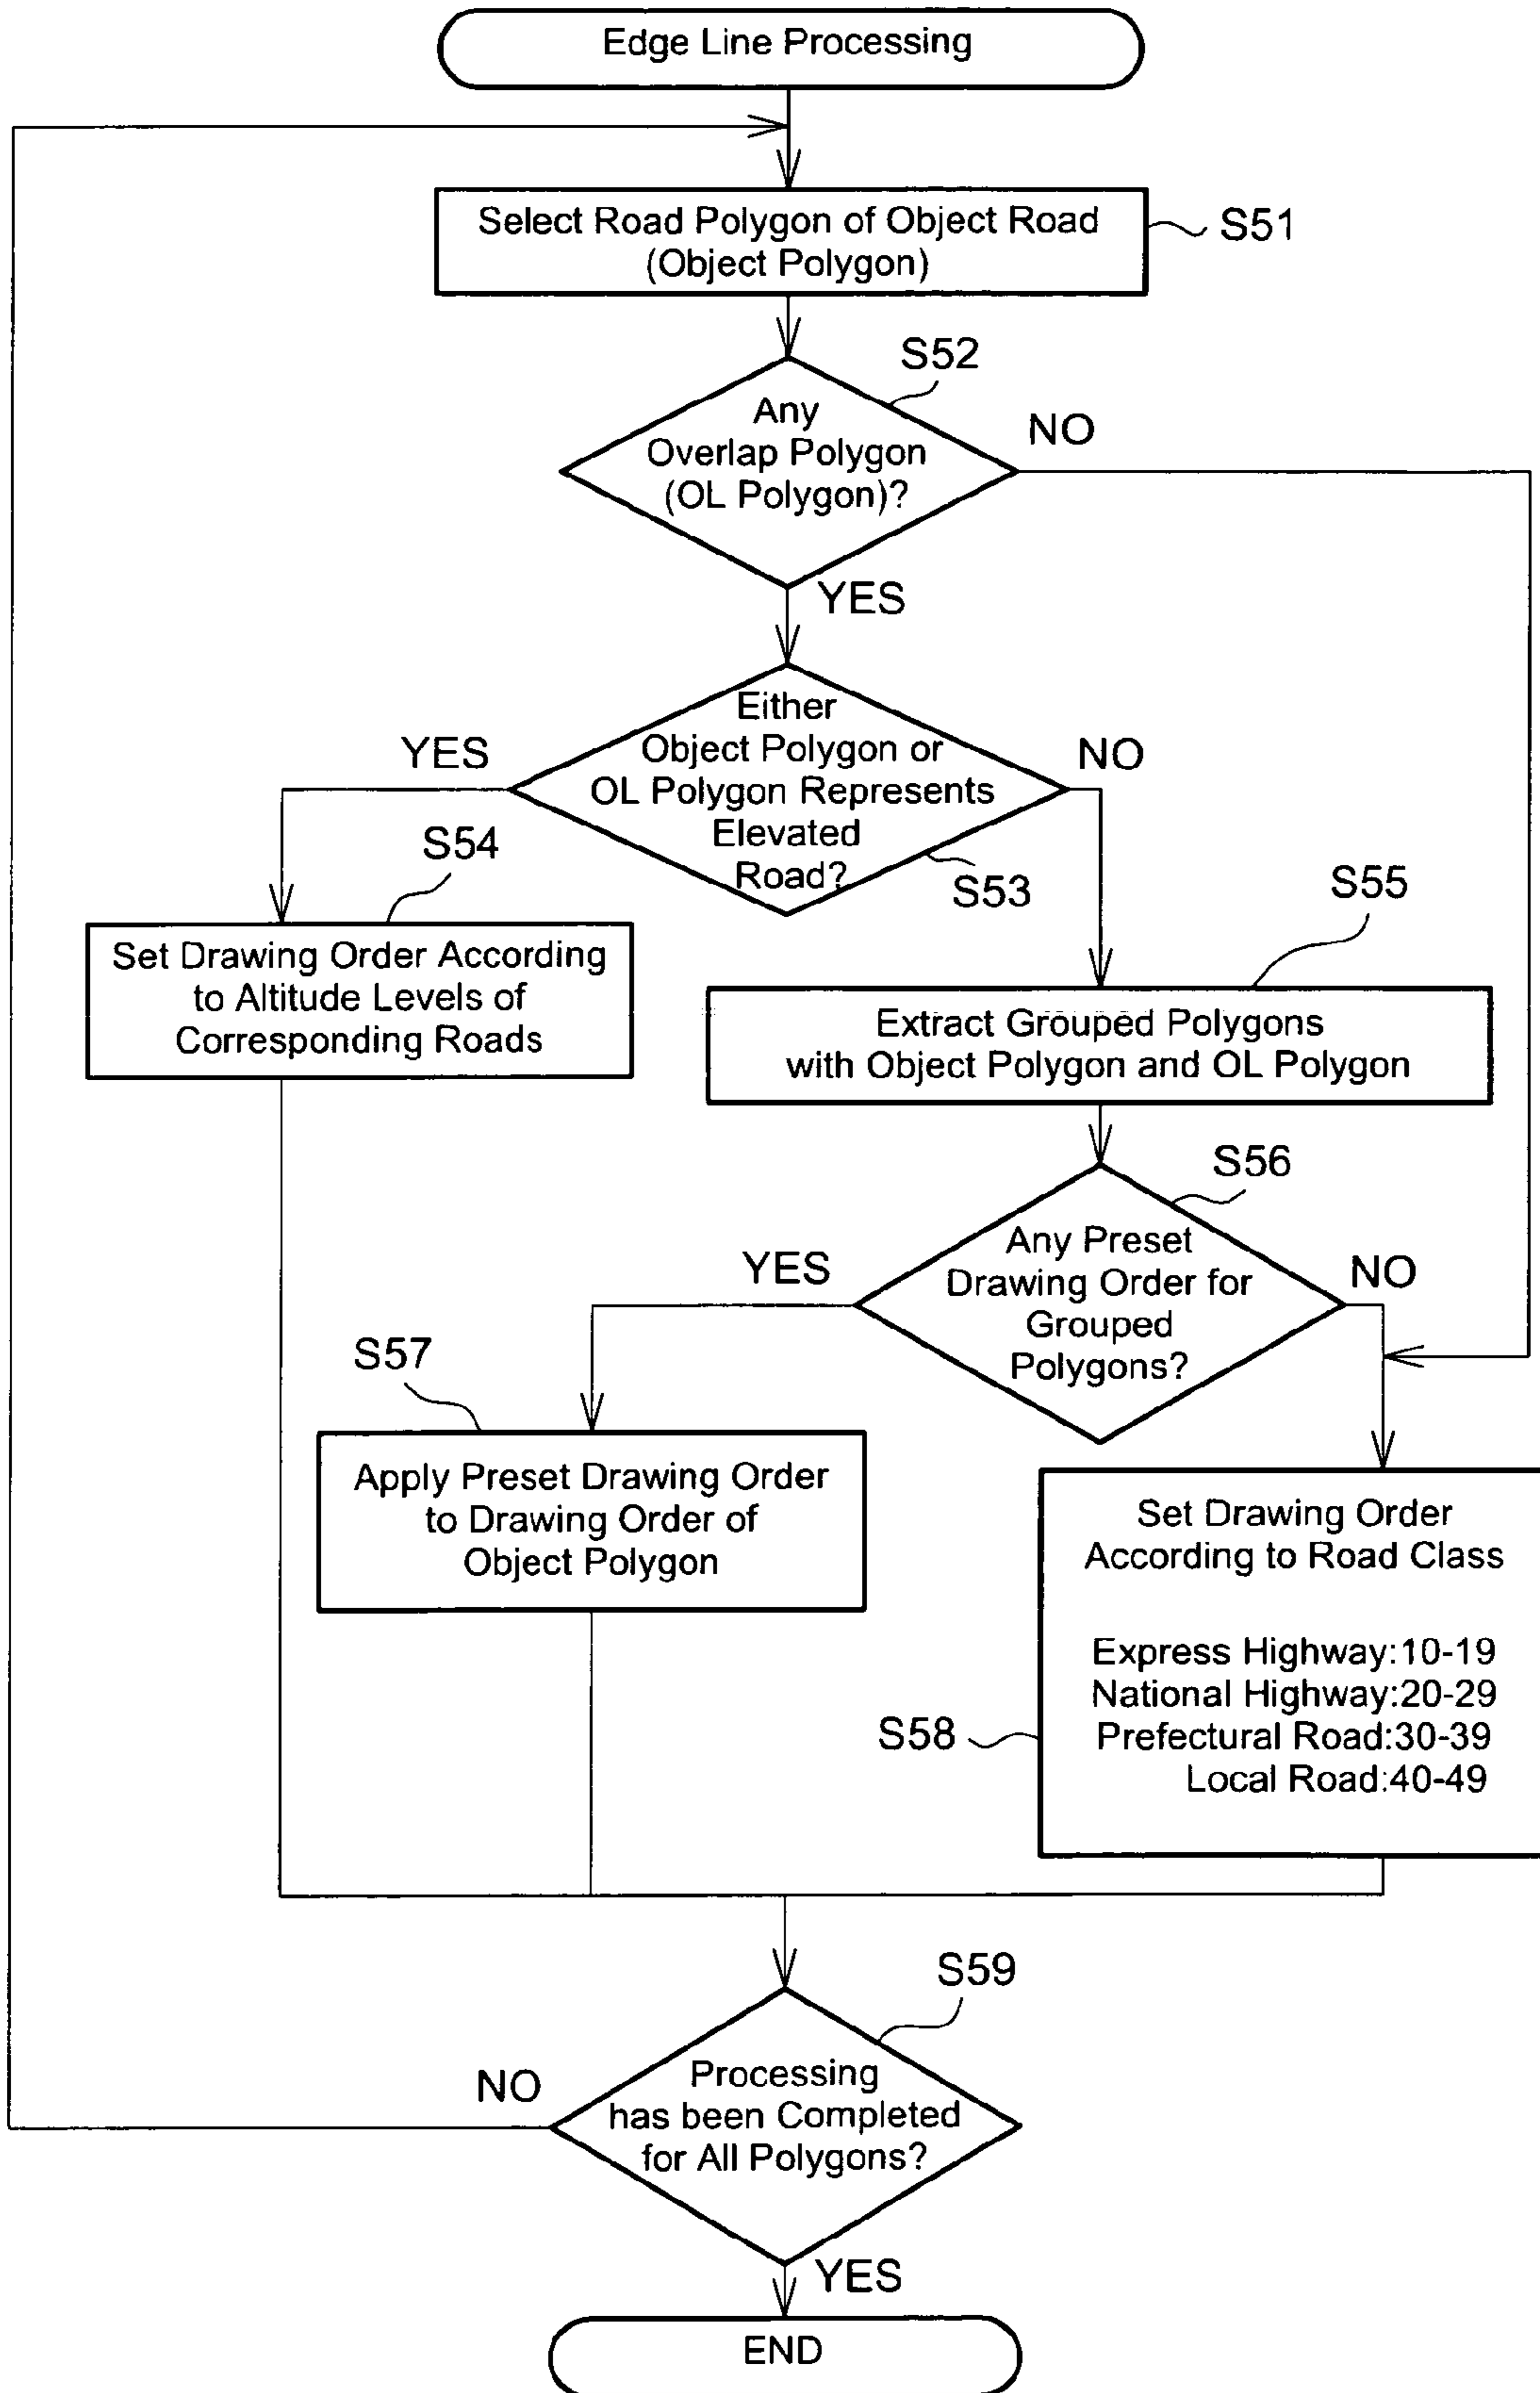 Edge Line Processing
Select Road Polygon of Object Road
(Object Polygon)
S51
S52
Any
Overlap Polygon
(OL Polygon)?
NO
YES
Either
Object Polygon or
OL Polygon Represents
Elevated
Road?
YES
NO
S53
S54
Set Drawing Order According
to Altitude Levels of
Corresponding Roads
S55
Extract Grouped Polygons
with Object Polygon and OL Polygon
S56
Any Preset
Drawing Order for
Grouped
Polygons?
YES
NO
S57
Apply Preset Drawing Order
to Drawing Order of
Object Polygon
Set Drawing Order
According to Road Class
Express Highway:10-19
National Highway:20-29
Prefectural Road:30-39
Local Road:40-49
S58
S59
Processing
has been Completed
for All Polygons?
NO
YES
END